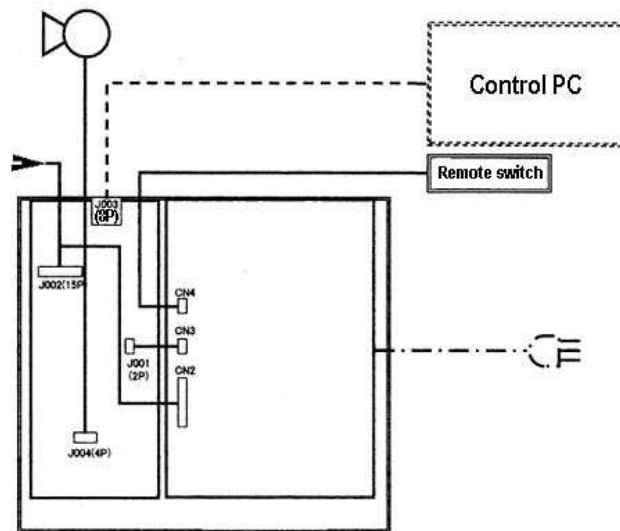 Control PC
Remote switch
J003
(8P)
J002(15P
CN4
CN3
J001
(2P)
CN2
J004(4P)